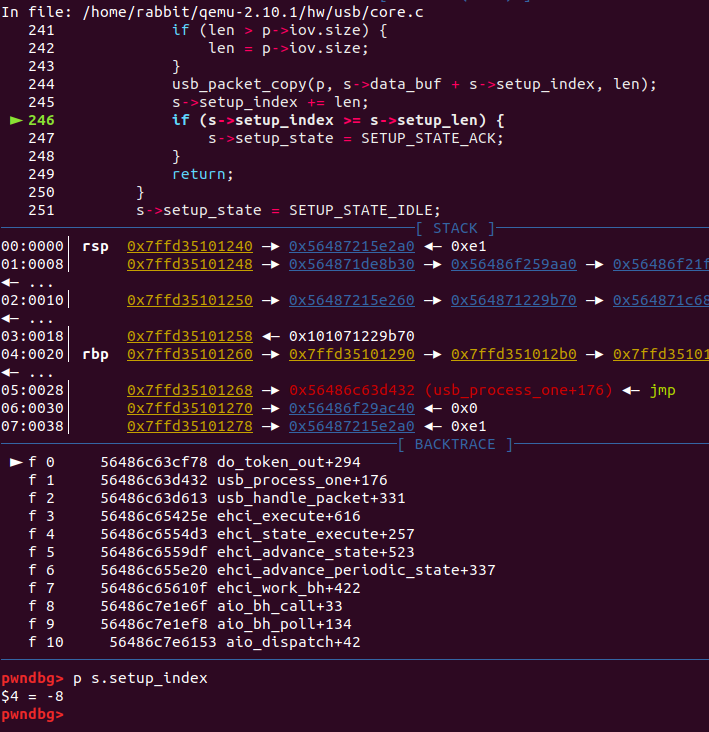 [ SOURCE (CODE) ]
In file: /home/rabbit/qemu-2.10.1/hw/usb/core.c
241 if (len > p->iov.size) {
242 len = p->iov.size;
243 }
244 usb_packet_copy(p, s->data_buf + s->setup_index, len);
245 s->setup_index += len;
► 246 if (s->setup_index >= s->setup_len) {
247 s->setup_state = SETUP_STATE_ACK;
248 }
249 return;
250 }
251 s->setup_state = SETUP_STATE_IDLE;
[ STACK ]
00:0000│ rsp 0x7ffd35101240 —► 0x56487215e2a0 ◄— 0xe1
01:0008│ 0x7ffd35101248 —► 0x564871de8b30 —► 0x56486f259aa0 —► 0x56486f21f
◄— ...
02:0010│ 0x7ffd35101250 —► 0x56487215e260 —► 0x564871229b70 —► 0x564871c68
◄— ...
03:0018│ 0x7ffd35101258 ◄— 0x101071229b70
04:0020│ rbp 0x7ffd35101260 —► 0x7ffd35101290 —► 0x7ffd351012b0 —► 0x7ffd35101
◄— ...
05:0028│ 0x7ffd35101268 —► 0x56486c63d432 (usb_process_one+176) ◄— jmp
06:0030│ 0x7ffd35101270 —► 0x56486f29ac40 ◄— 0x0
07:0038│ 0x7ffd35101278 —► 0x56487215e2a0 ◄— 0xe1
[ BACKTRACE ]
► f 0 56486c63cf78 do_token_out+294
f 1 56486c63d432 usb_process_one+176
f 2 56486c63d613 usb_handle_packet+331
f 3 56486c65425e ehci_execute+616
f 4 56486c6554d3 ehci_state_execute+257
f 5 56486c6559df ehci_advance_state+523
f 6 56486c655e20 ehci_advance_periodic_state+337
f 7 56486c65610f ehci_work_bh+422
f 8 56486c7e1e6f aio_bh_call+33
f 9 56486c7e1ef8 aio_bh_poll+134
f 10 56486c7e6153 aio_dispatch+42
pwndbg> p s.setup_index
$4 = -8
pwndbg>